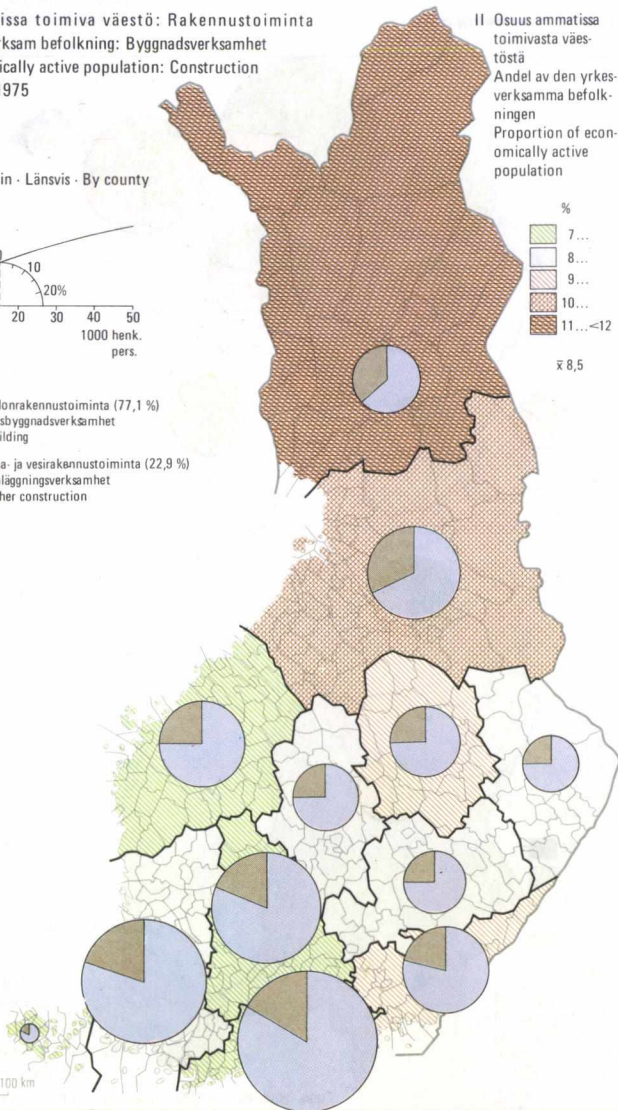 issa toimiva väestö: Rakennustoiminta
ksam befolkning: Byggnadsverksamhet
ically active population: Construction
1975
in · Länsvis · By county
10
20%
20 30 40 50
1000 henk.
pers.
lonrakennustoiminta (77,1 %)
sbyggnadsverksamhet
ilding
a- ja vesirakennustoiminta (22,9 %)
läggningsverksamhet
her construction
II Osuus ammatissa
toimivasta väes-
töstä
Andel av den yrkes-
verksamma befolk-
ningen
Proportion of econ-
omically active
population
%
7...
8...
9...
10...
11...<12
x̄ 8,5
100 km